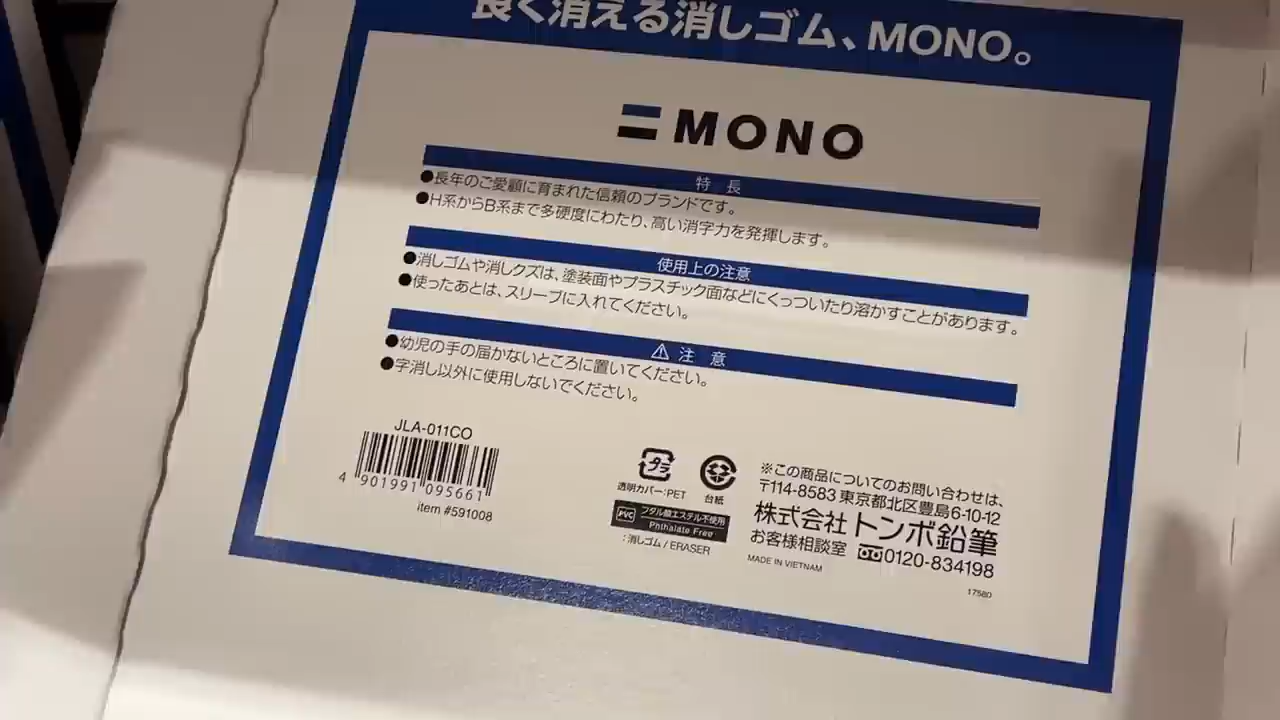 良く消える消しゴム、MONO。
MONO
特 長
●長年のご愛顧に育まれた信頼のブランドです。
●H系からB系まで多硬度にわたり、高い消字力を発揮します。
使用上の注意
●消しゴムや消しクズは、塗装面やプラスチック面などにくっついたり溶かすことがあります。
●使ったあとは、スリーブに入れてください。
⚠ 注 意
●幼児の手の届かないところに置いてください。
●字消し以外に使用しないでください。
JLA-011CO
4 901991 095661
item #591008
プラ
透明カバー:PET
台紙
PVC フタル酸エステル不使用
Phthalate Free
:消しゴム / ERASER
※この商品についてのお問い合わせは、
〒114-8583 東京都北区豊島6-10-12
株式会社 トンボ鉛筆
お客様相談室 0120-834198
MADE IN VIETNAM
17580